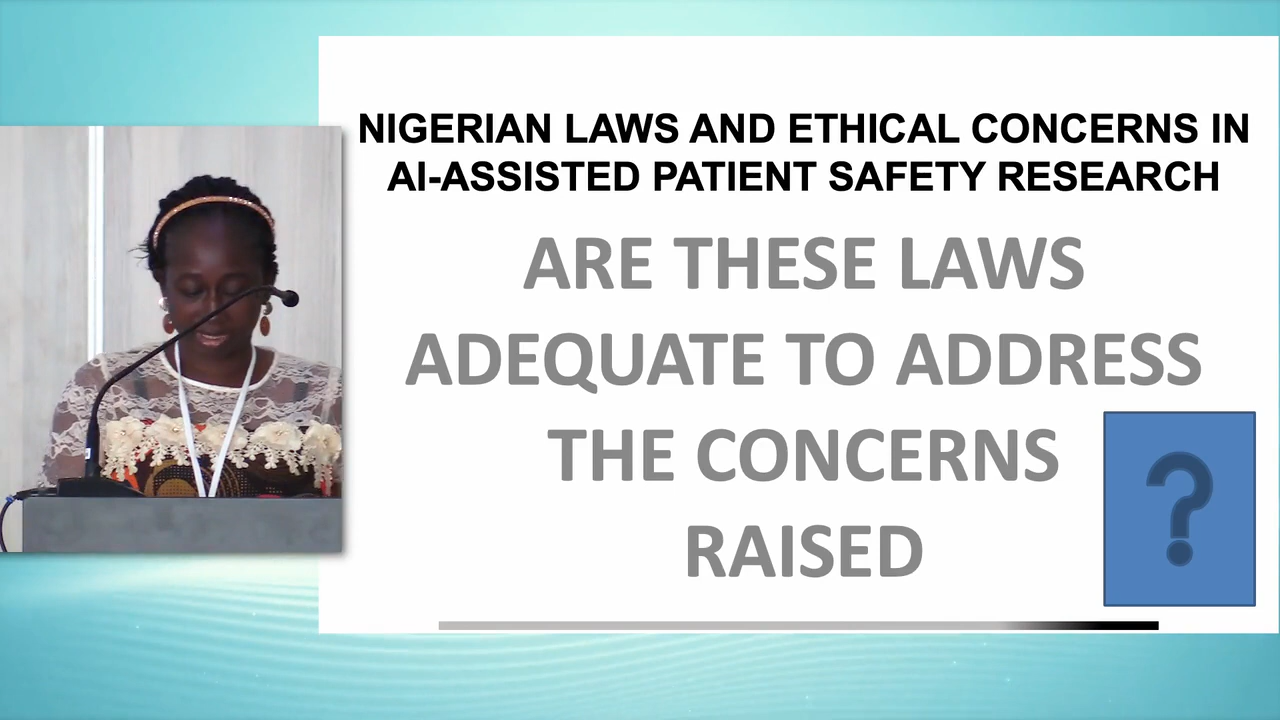 NIGERIAN LAWS AND ETHICAL CONCERNS IN
AI-ASSISTED PATIENT SAFETY RESEARCH
ARE THESE LAWS
ADEQUATE TO ADDRESS
THE CONCERNS
RAISED
?